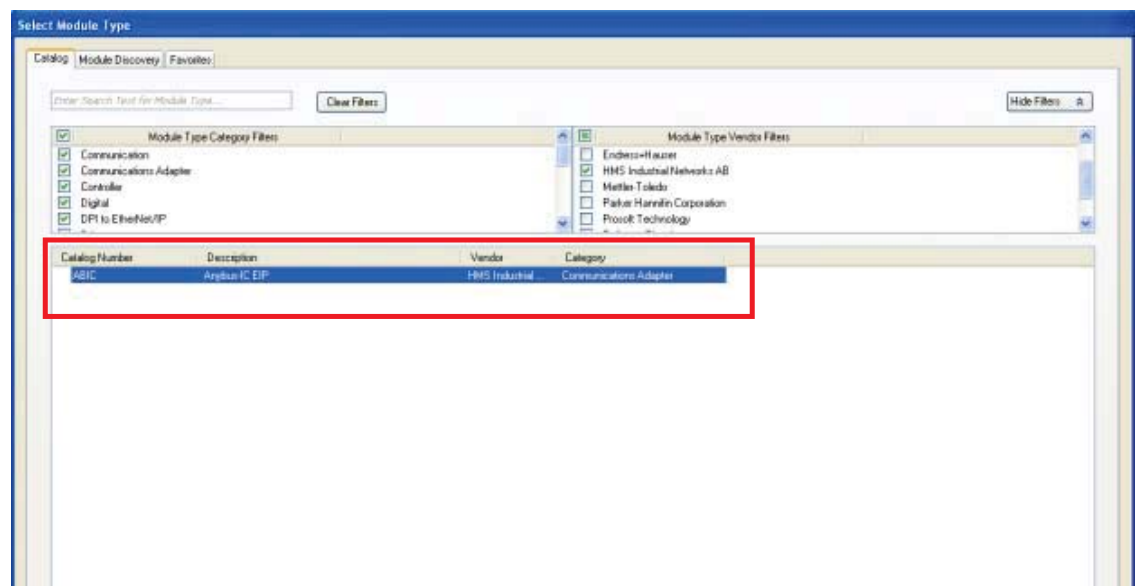 Select Module Type
Catalog Module Discovery Favorites
Enter Search Text for Module Type...
Clear Filters
Hide Filters
Module Type Category Filters
Communication
Communications Adapter
Controller
Digital
DPI to EtherNet/IP
Module Type Vendor Filters
Endress+Hauser
HMS Industrial Networks AB
Mettler-Toledo
Parker Hannifin Corporation
Prosoft Technology
Catalog Number Description Vendor Category
ABIC Anybus-IC EIP HMS Industrial ... Communications Adapter